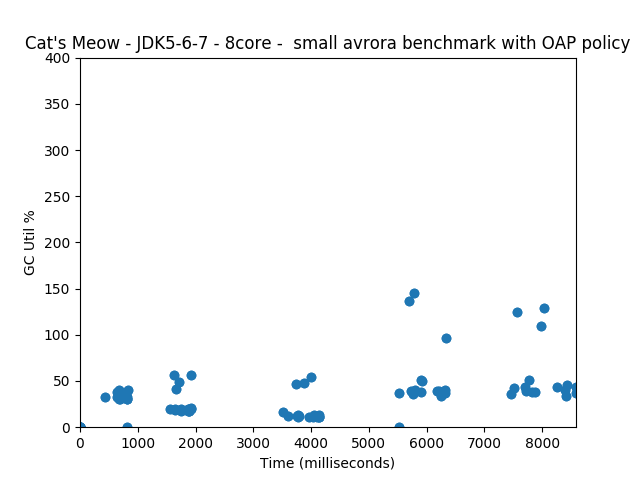 Cat's Meow - JDK5-6-7 - 8core -  small avrora benchmark with OAP policy
400
350
300
250
200
150
100
50
0
GC Util %
0 1000 2000 3000 4000 5000 6000 7000 8000
Time (milliseconds)